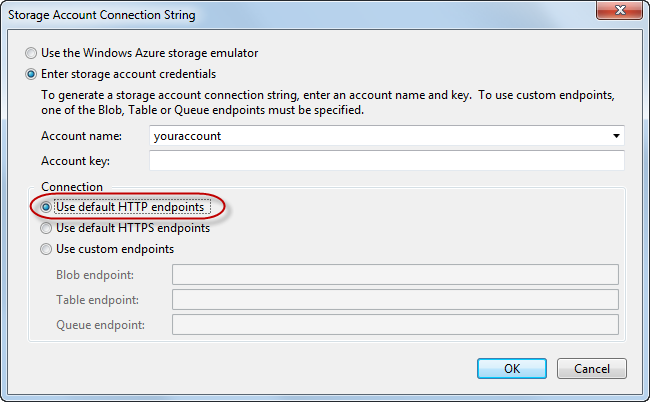 Storage Account Connection String
Use the Windows Azure storage emulator
Enter storage account credentials
To generate a storage account connection string, enter an account name and key.  To use custom endpoints,
one of the Blob, Table or Queue endpoints must be specified.
Account name: youraccount
Account key:
Connection
Use default HTTP endpoints
Use default HTTPS endpoints
Use custom endpoints
Blob endpoint:
Table endpoint:
Queue endpoint:
OK Cancel